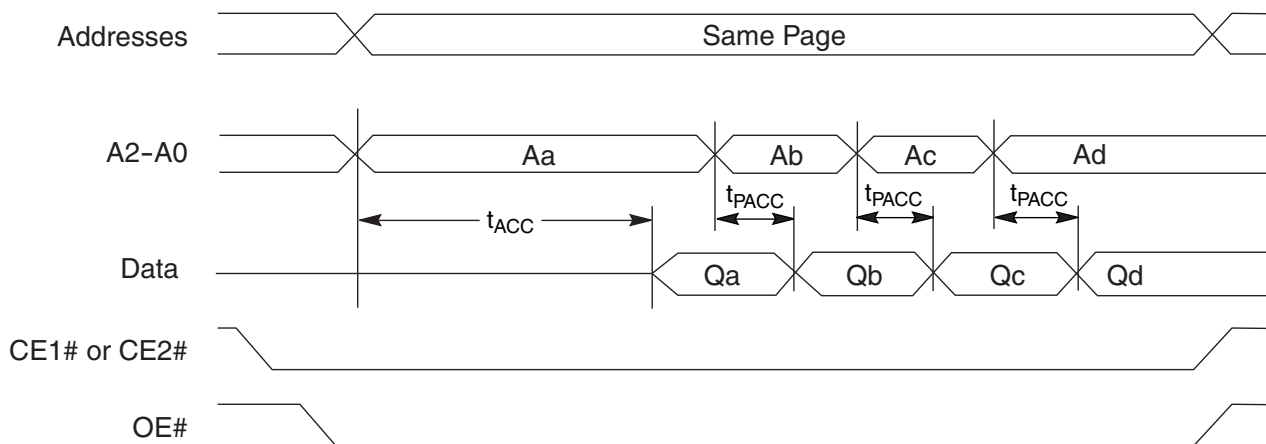 Addresses
Same Page
A2-A0
Aa
Ab
Ac
Ad
tPACC
tPACC
tPACC
tACC
Data
Qa
Qb
Qc
Qd
CE1# or CE2#
OE#